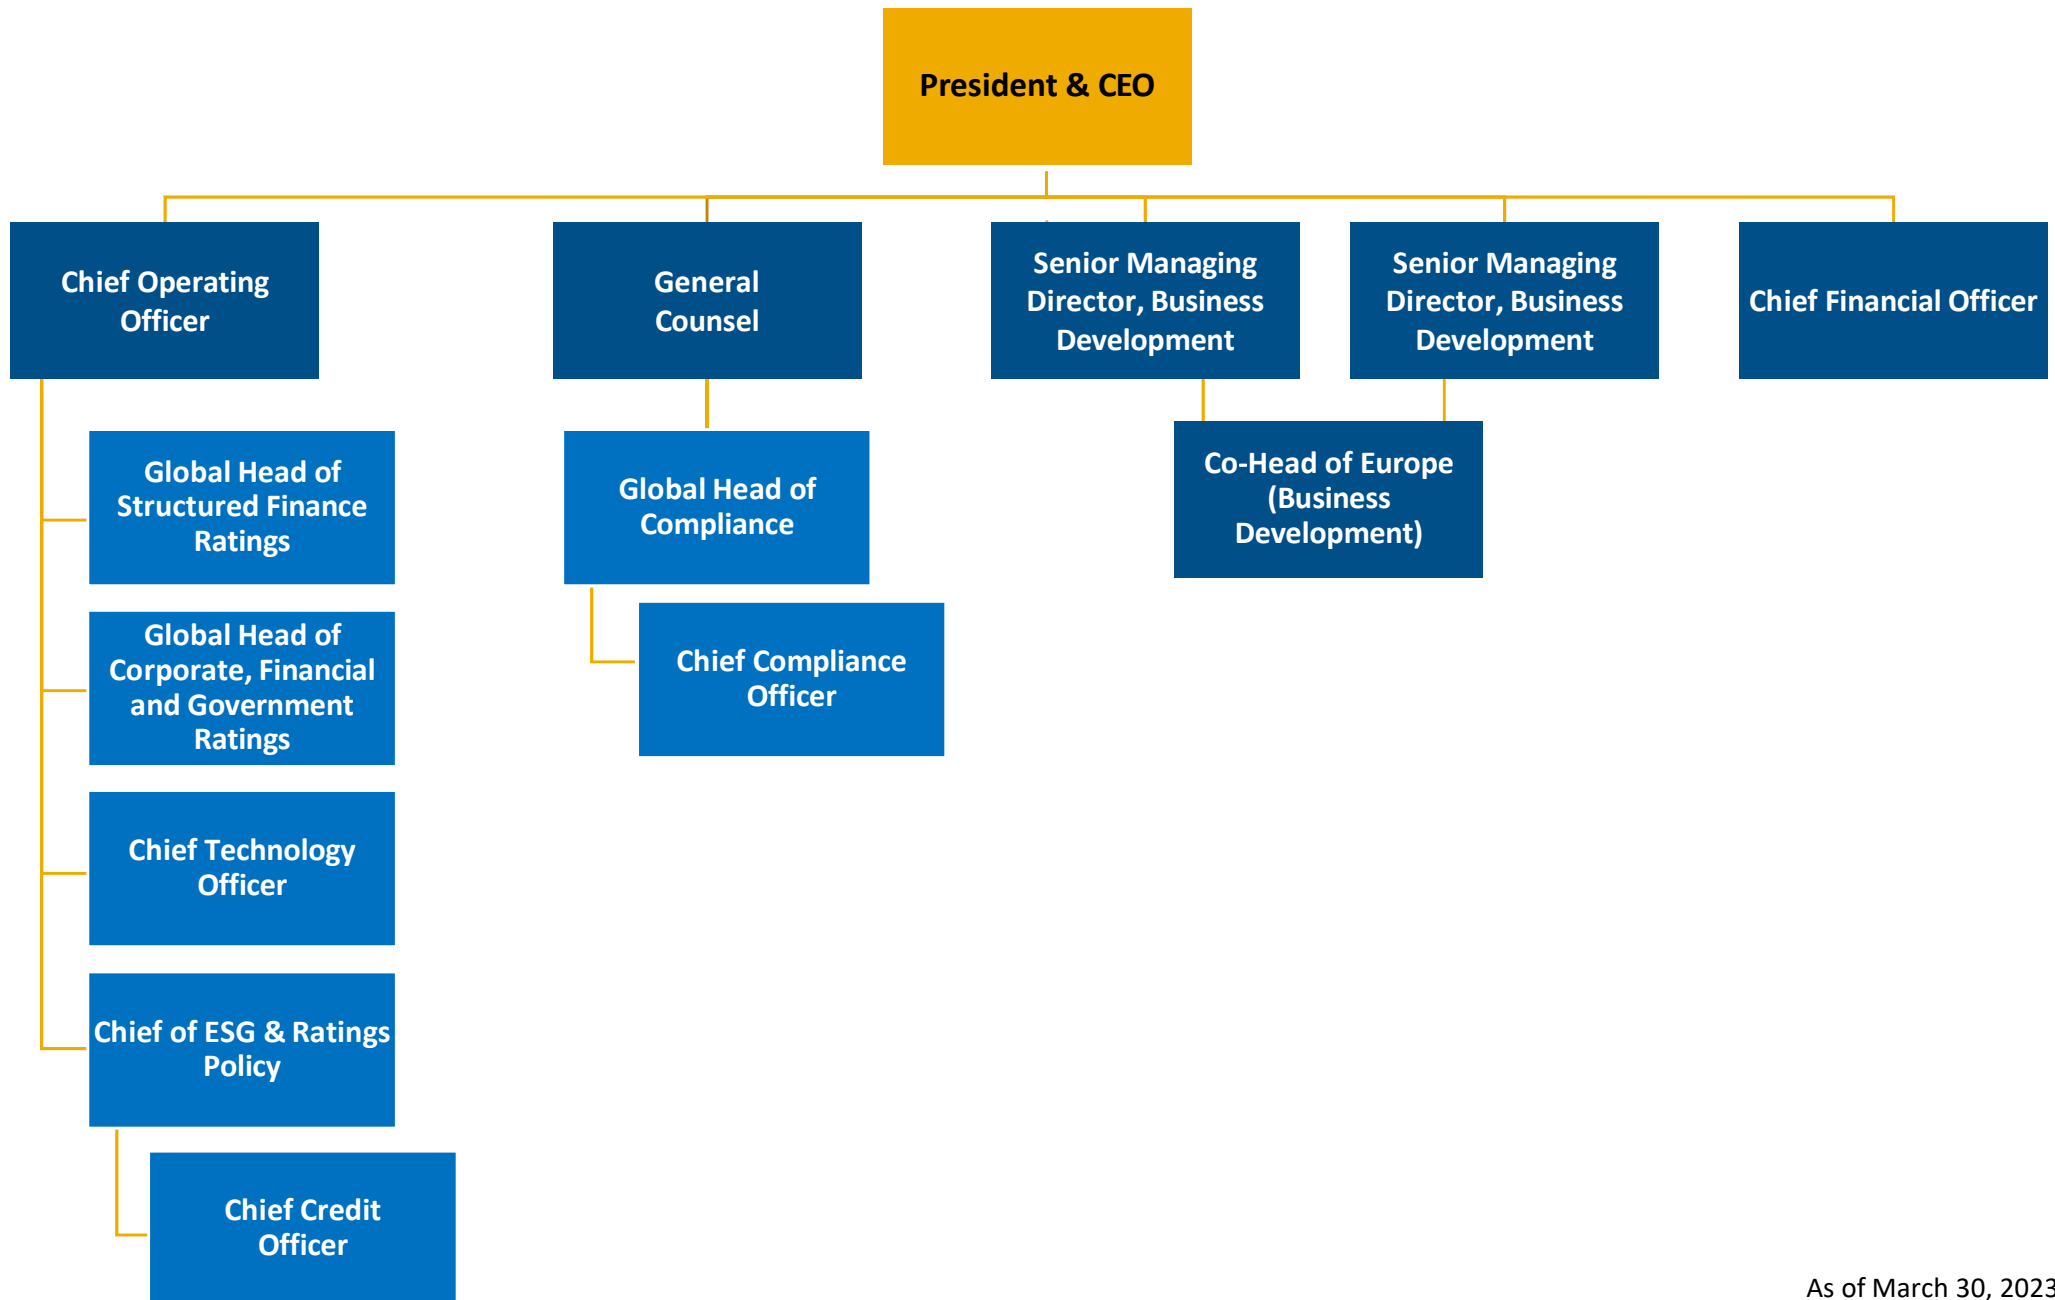 President & CEO
Chief Operating
Officer
General
Counsel
Senior Managing
Director, Business
Development
Senior Managing
Director, Business
Development
Chief Financial Officer
Global Head of
Structured Finance
Ratings
Global Head of
Corporate, Financial
and Government
Ratings
Chief Technology
Officer
Chief of ESG & Ratings
Policy
Chief Credit
Officer
Global Head of
Compliance
Chief Compliance
Officer
Co-Head of Europe
(Business
Development)
As of March 30, 2023